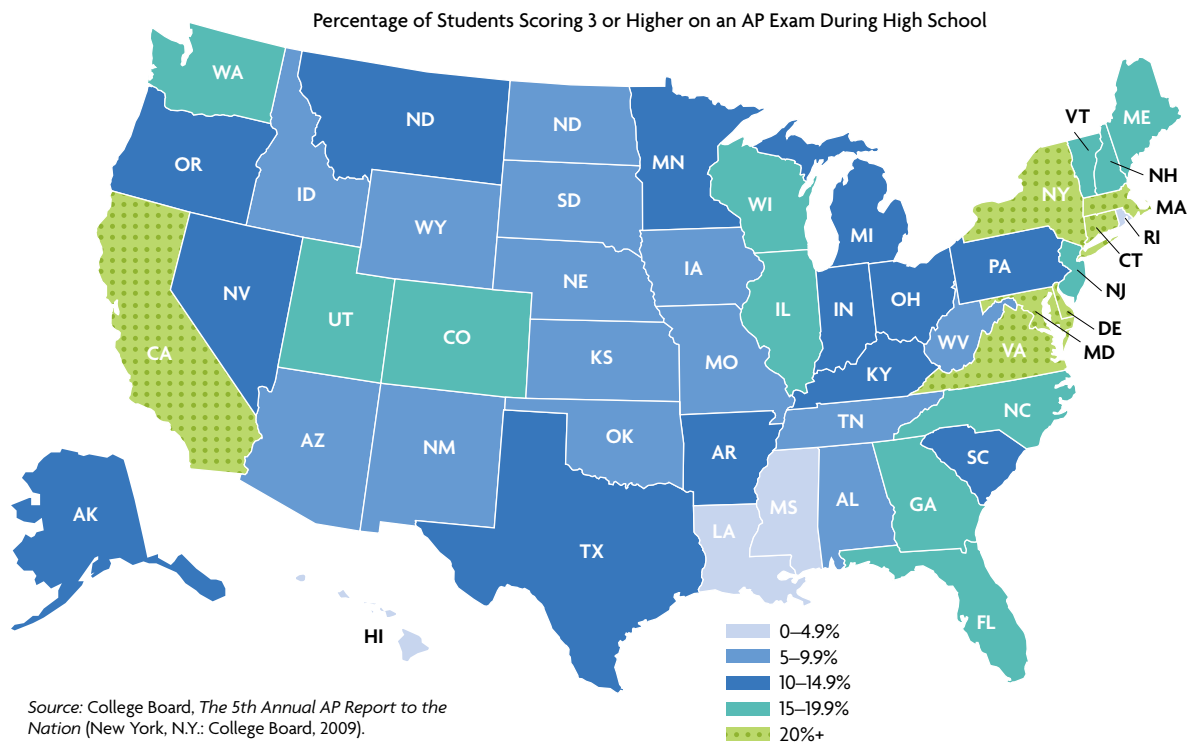 Percentage of Students Scoring 3 or Higher on an AP Exam During High School
WA
ND
ND
MN
VT
ME
OR
ID
SD
WI
NY
NH
MA
WY
MI
RI
CT
IA
NE
PA
NJ
NV
UT
CO
IL
IN
OH
DE
MD
CA
KS
MO
WV
VA
KY
NC
AZ
NM
OK
TN
AR
SC
AK
TX
LA
MS
AL
GA
FL
HI
0–4.9%
5–9.9%
10–14.9%
15–19.9%
20%+
Source: College Board, The 5th Annual AP Report to the
Nation (New York, N.Y.: College Board, 2009).